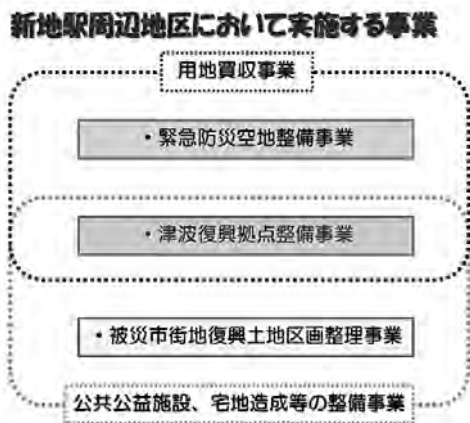 新地駅周辺地区において実施する事業
用地買収事業
・緊急防災空地整備事業
・津波復興拠点整備事業
・被災市街地復興土地区画整理事業
公共公益施設、宅地造成等の整備事業